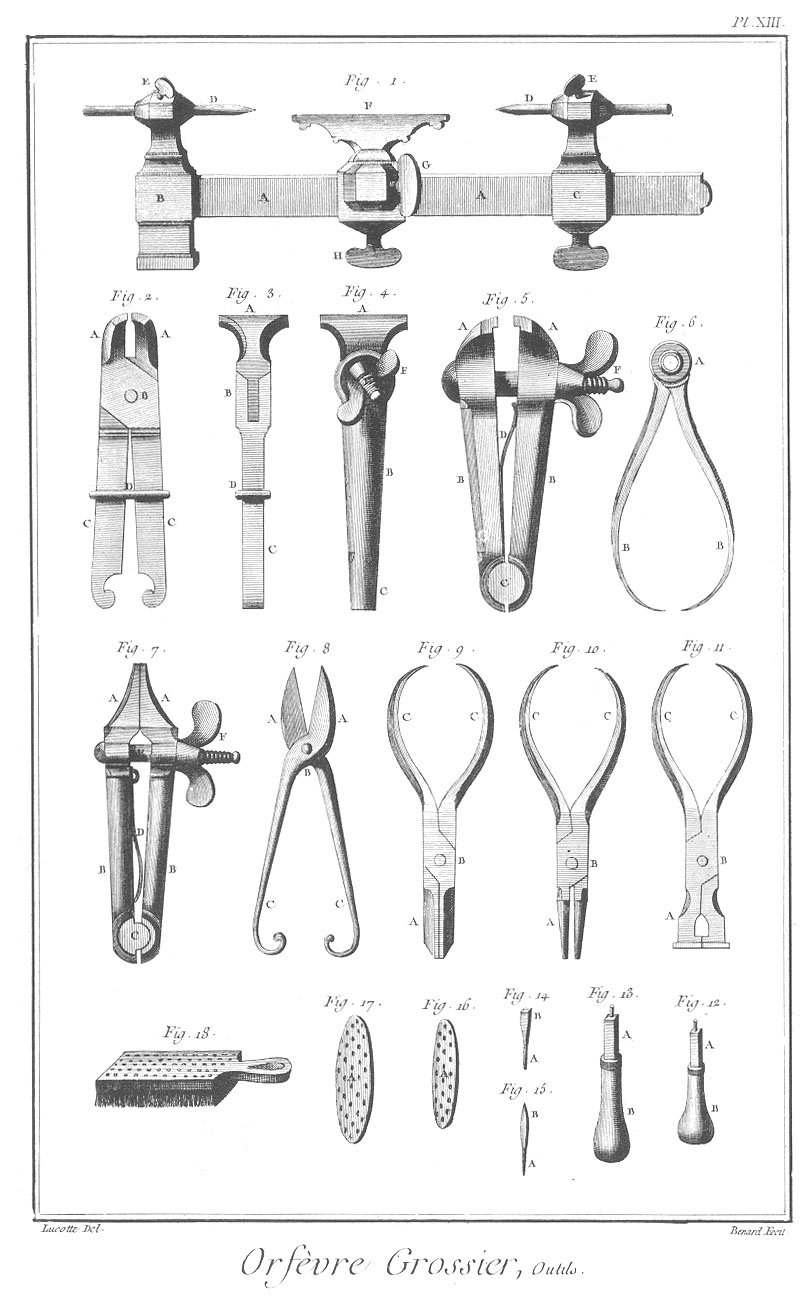 Pl. XIII.
Fig. 1.
E D F D E
G
B A A C
H
Fig. 2. Fig. 3. Fig. 4. Fig. 5. Fig. 6.
A A A A A A
F F A
B B
D
D D B B B B B
C C C C C
Fig. 7. Fig. 8 Fig. 9 Fig. 10. Fig. 11
A A A A C C C C C C
F
B
D
B B B B B
C C C A A A
Fig. 18. Fig. 17. Fig. 16. Fig. 14 Fig. 13. Fig. 12.
B A A
A
A A
Fig. 15.
B B B
A
Lucotte Del. Benard Fecit.
Orfèvre Grossier, Outils.